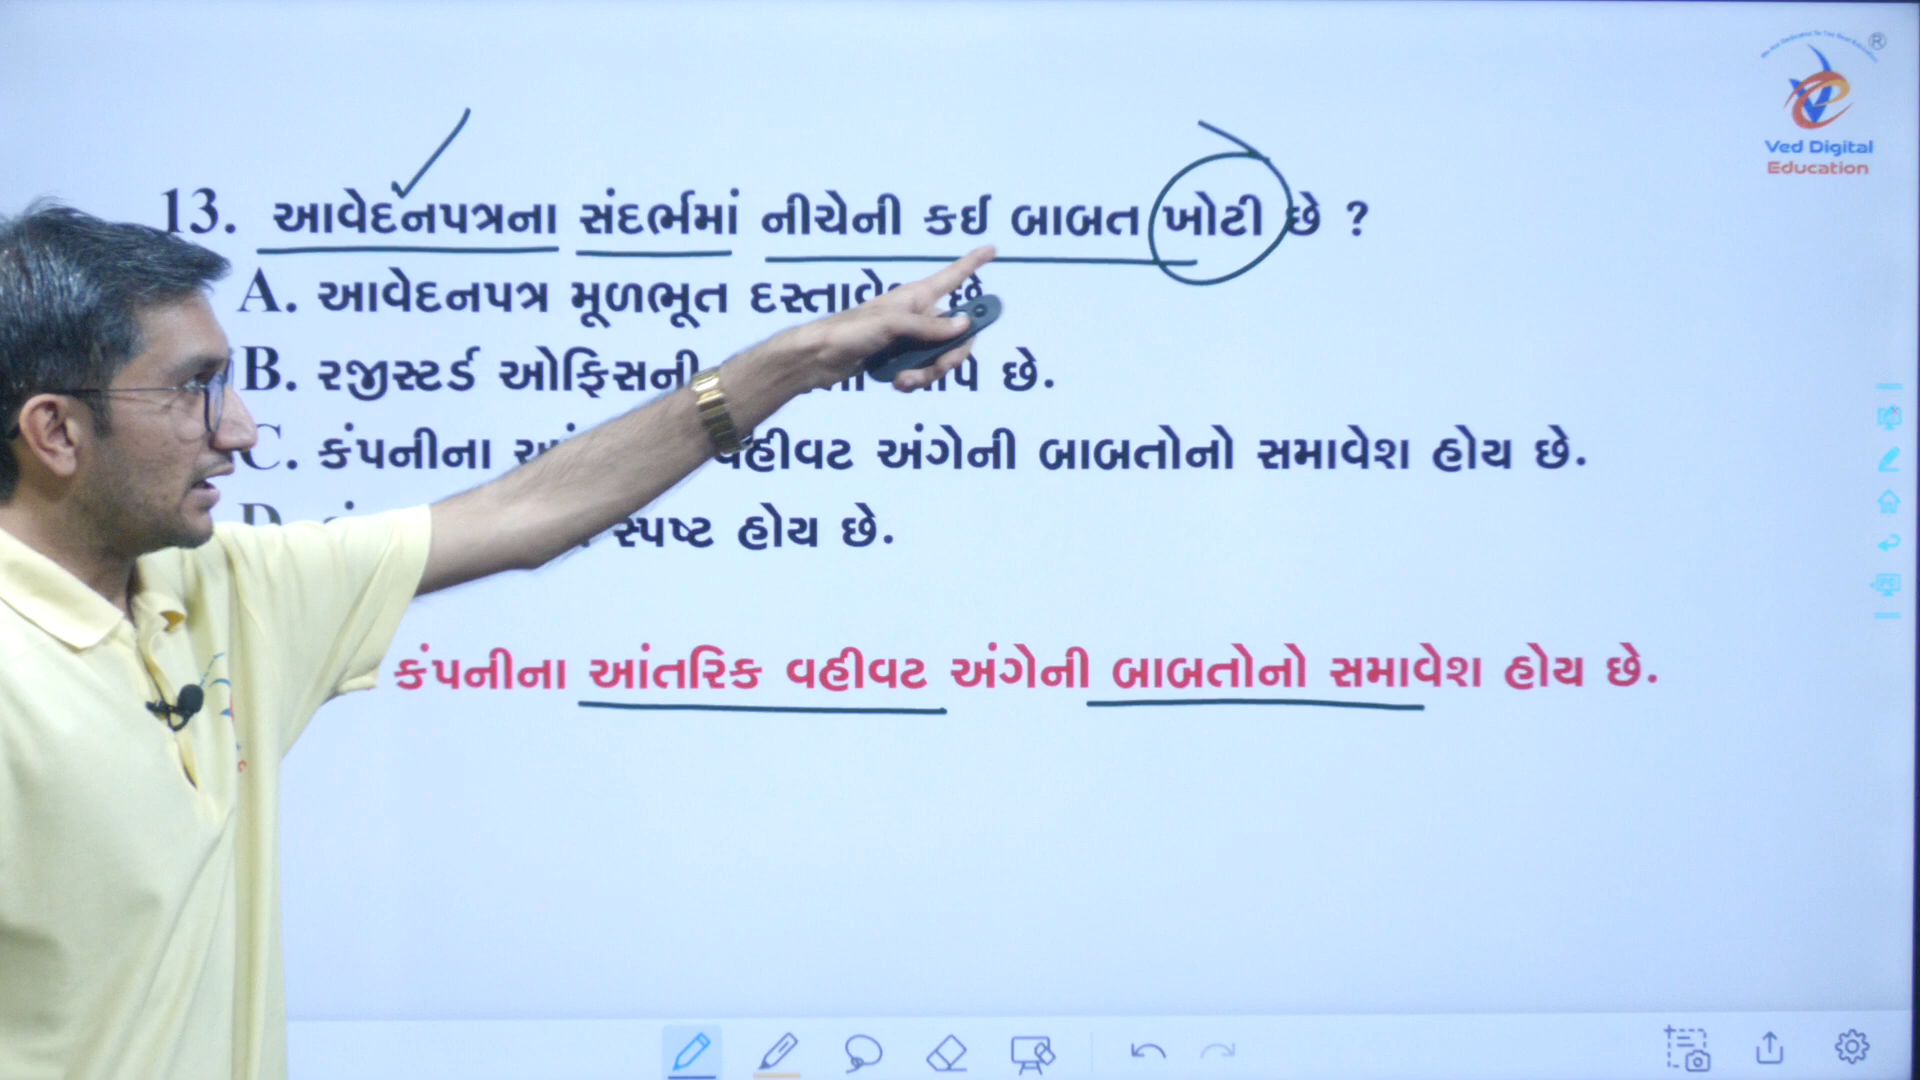 Ved Digital
Education
13. આવેદનપત્રના સંદર્ભમાં નીચેની કઈ બાબત ખોટી છે ?
A. આવેદનપત્ર મૂળભૂત છે
B. રજીસ્ટર્ડ ઓફિસની છે.
C. કંપનીના વહીવટ અંગેની બાબતોનો સમાવેશ હોય છે.
સ્પષ્ટ હોય છે.
કંપનીના આંતરિક વહીવટ અંગેની બાબતોનો સમાવેશ હોય છે.